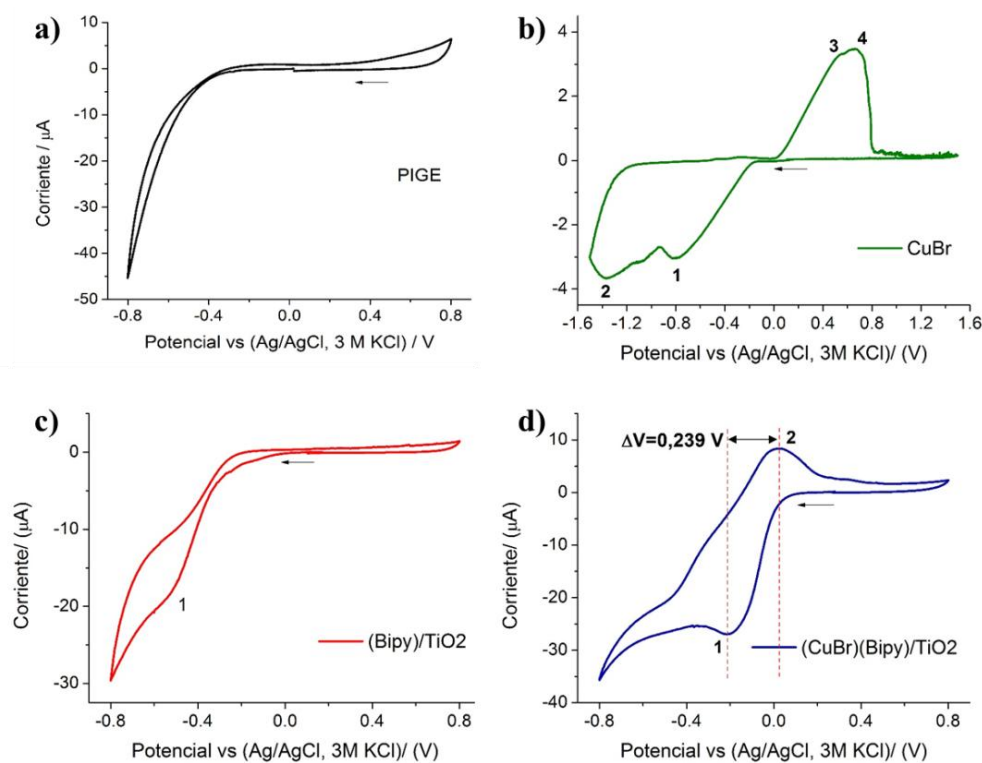 a)
10
0
-10
-20
-30
-40
-50
Corriente / μA
PIGE
-0.8 -0.4 0.0 0.4 0.8
Potencial vs (Ag/AgCl, 3 M KCl) / V
b)
3 4
4
2
0
-2
-4
1
2
CuBr
-1.6 -1.2 -0.8 -0.4 0.0 0.4 0.8 1.2 1.6
Potencial vs (Ag/AgCl, 3M KCl)/ (V)
c)
0
-10
-20
-30
Corriente/ (μA)
1
(Bipy)/TiO2
-0.8 -0.4 0.0 0.4 0.8
Potencial vs (Ag/AgCl, 3M KCl)/ (V)
d)
ΔV=0,239 V
2
10
0
-10
-20
-30
-40
Corriente/ (μA)
1
(CuBr)(Bipy)/TiO2
-0.8 -0.4 0.0 0.4 0.8
Potencial vs (Ag/AgCl, 3M KCl)/ (V)